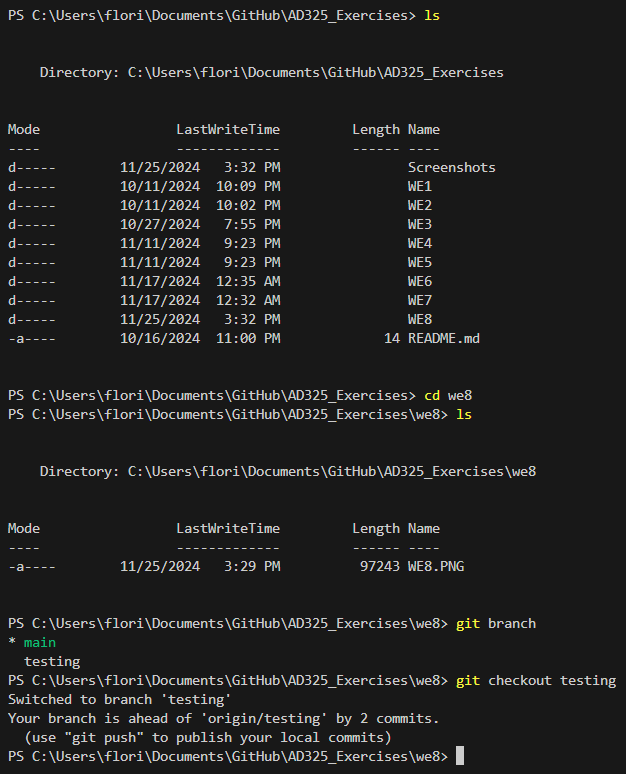 PS C:\Users\flori\Documents\GitHub\AD325_Exercises> ls
Directory: C:\Users\flori\Documents\GitHub\AD325_Exercises
Mode                 LastWriteTime         Length Name
----                 -------------         ------ ----
d-----        11/25/2024   3:32 PM                Screenshots
d-----        10/11/2024  10:09 PM                WE1
d-----        10/11/2024  10:02 PM                WE2
d-----        10/27/2024   7:55 PM                WE3
d-----        11/11/2024   9:23 PM                WE4
d-----        11/11/2024   9:23 PM                WE5
d-----        11/17/2024  12:35 AM                WE6
d-----        11/17/2024  12:32 AM                WE7
d-----        11/25/2024   3:32 PM                WE8
-a----        10/16/2024  11:00 PM             14 README.md
PS C:\Users\flori\Documents\GitHub\AD325_Exercises> cd we8
PS C:\Users\flori\Documents\GitHub\AD325_Exercises\we8> ls
Directory: C:\Users\flori\Documents\GitHub\AD325_Exercises\we8
Mode                 LastWriteTime         Length Name
----                 -------------         ------ ----
-a----        11/25/2024   3:29 PM          97243 WE8.PNG
PS C:\Users\flori\Documents\GitHub\AD325_Exercises\we8> git branch
* main
  testing
PS C:\Users\flori\Documents\GitHub\AD325_Exercises\we8> git checkout testing
Switched to branch 'testing'
Your branch is ahead of 'origin/testing' by 2 commits.
  (use "git push" to publish your local commits)
PS C:\Users\flori\Documents\GitHub\AD325_Exercises\we8>